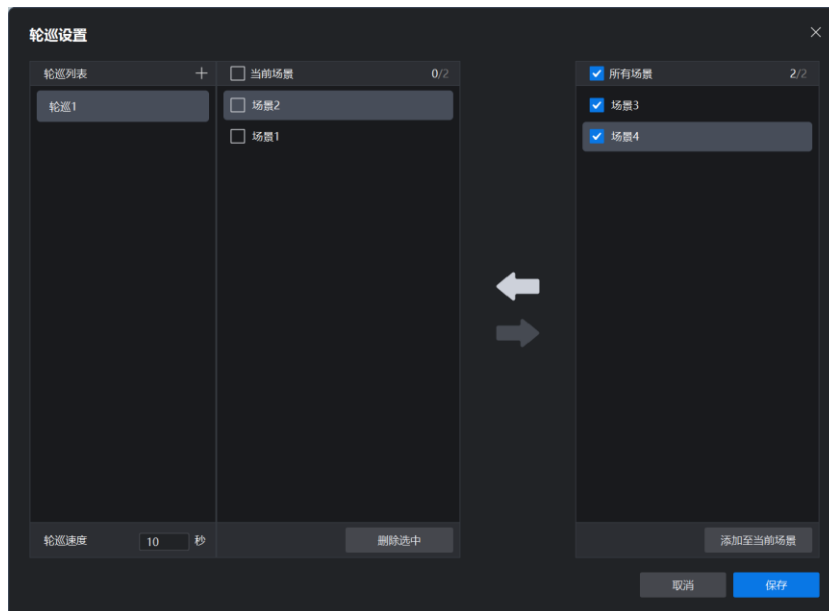 轮巡设置
轮巡列表
当前场景 0/2
所有场景 2/2
轮巡1
场景2
场景3
场景1
场景4
轮巡速度 10 秒
删除选中
添加至当前场景
取消
保存